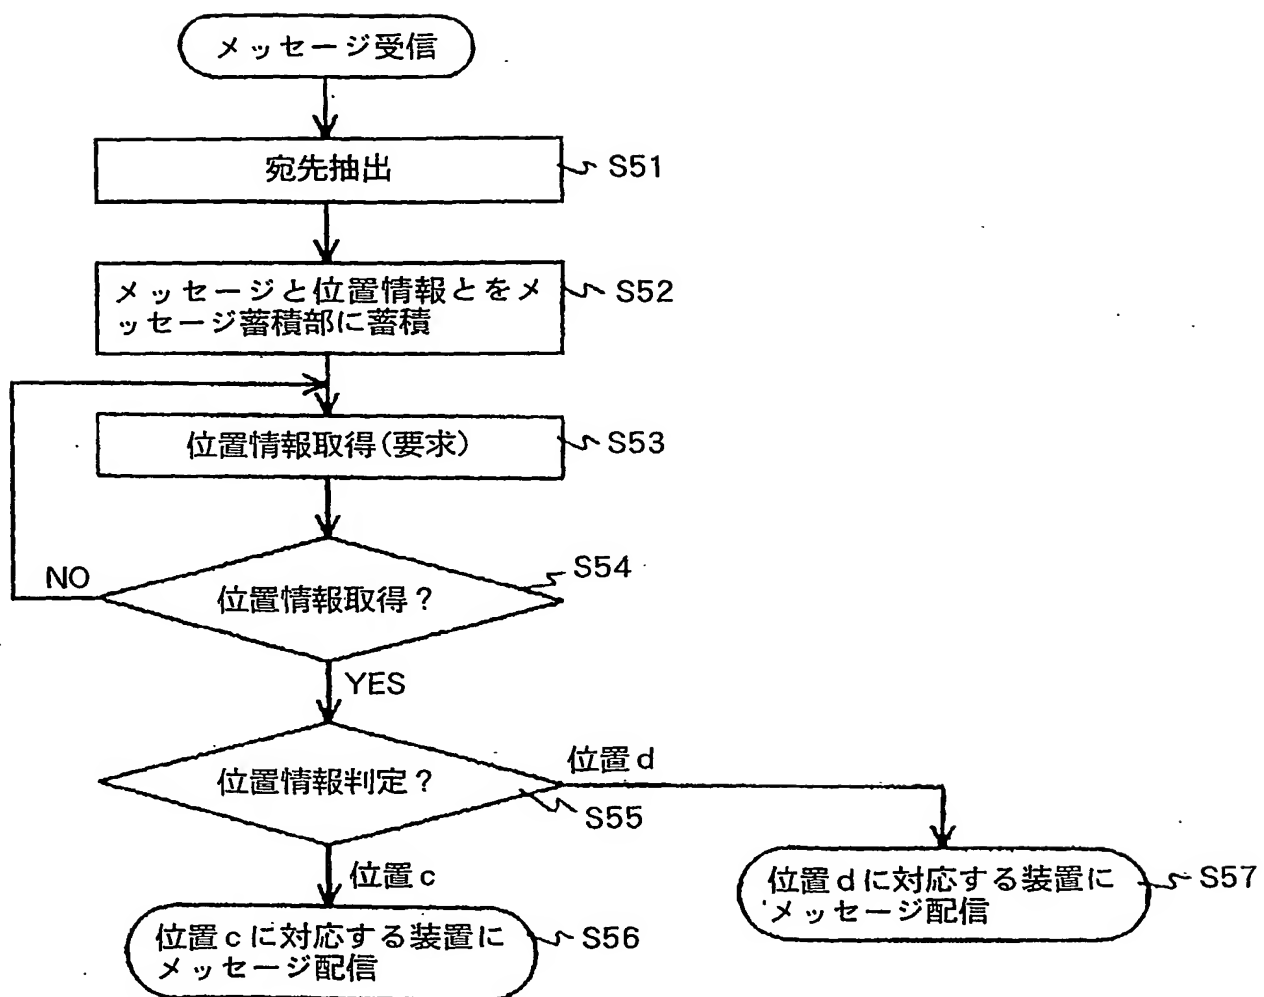 メッセージ受信
宛先抽出
S51
メッセージと位置情報とをメ
ッセージ蓄積部に蓄積
S52
位置情報取得(要求)
S53
位置情報取得?
S54
NO
YES
位置情報判定?
S55
位置d
位置c
位置cに対応する装置に
メッセージ配信
S56
位置dに対応する装置に
メッセージ配信
S57